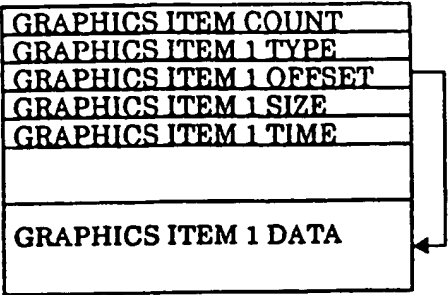 GRAPHICS ITEM COUNT
GRAPHICS ITEM 1 TYPE
GRAPHICS ITEM 1 OFFSET
GRAPHICS ITEM 1 SIZE
GRAPHICS ITEM 1 TIME
GRAPHICS ITEM 1 DATA